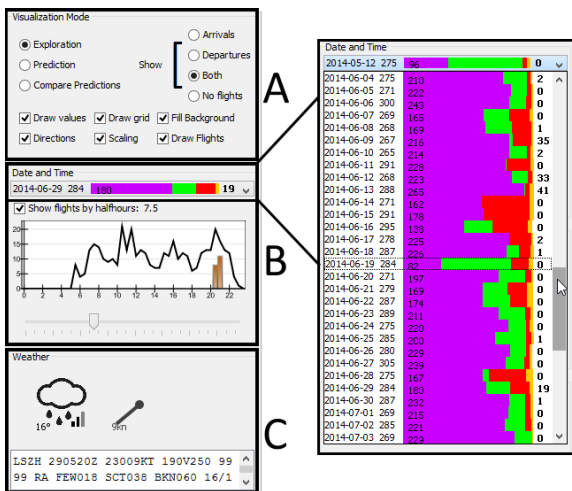 Visualization Mode
Exploration
Prediction
Compare Predictions
Show
Arrivals
Departures
Both
No flights
Draw values Draw grid Fill Background
Directions Scaling Draw Flights
A
Date and Time
2014-06-29 284 180 19
Show flights by halfhours: 7.5
20
15
10
5
0
0 2 4 6 8 10 12 14 16 18 20 22
B
Weather
16° 9kn
LSZH 290520Z 23009KT 190V250 99
99 RA FEW018 SCT038 BKN060 16/1
C
Date and Time
2014-05-12 275 96 0
2014-06-04 275 210 2
2014-06-05 271 222 0
2014-06-06 300 243 0
2014-06-07 269 165 0
2014-06-08 268 169 1
2014-06-09 267 216 35
2014-06-10 265 214 2
2014-06-11 291 228 0
2014-06-12 268 223 33
2014-06-13 288 265 41
2014-06-14 271 162 0
2014-06-15 291 178 0
2014-06-16 295 138 0
2014-06-17 278 225 2
2014-06-18 287 226 1
2014-06-19 284 82 0
2014-06-20 271 197 0
2014-06-21 279 169 0
2014-06-22 287 174 0
2014-06-23 289 211 0
2014-06-24 275 220 0
2014-06-25 285 200 1
2014-06-26 280 229 0
2014-06-27 305 239 0
2014-06-28 275 167 0
2014-06-29 284 180 19
2014-06-30 287 232 1
2014-07-01 269 215 0
2014-07-02 285 221 0
2014-07-03 269 229 0